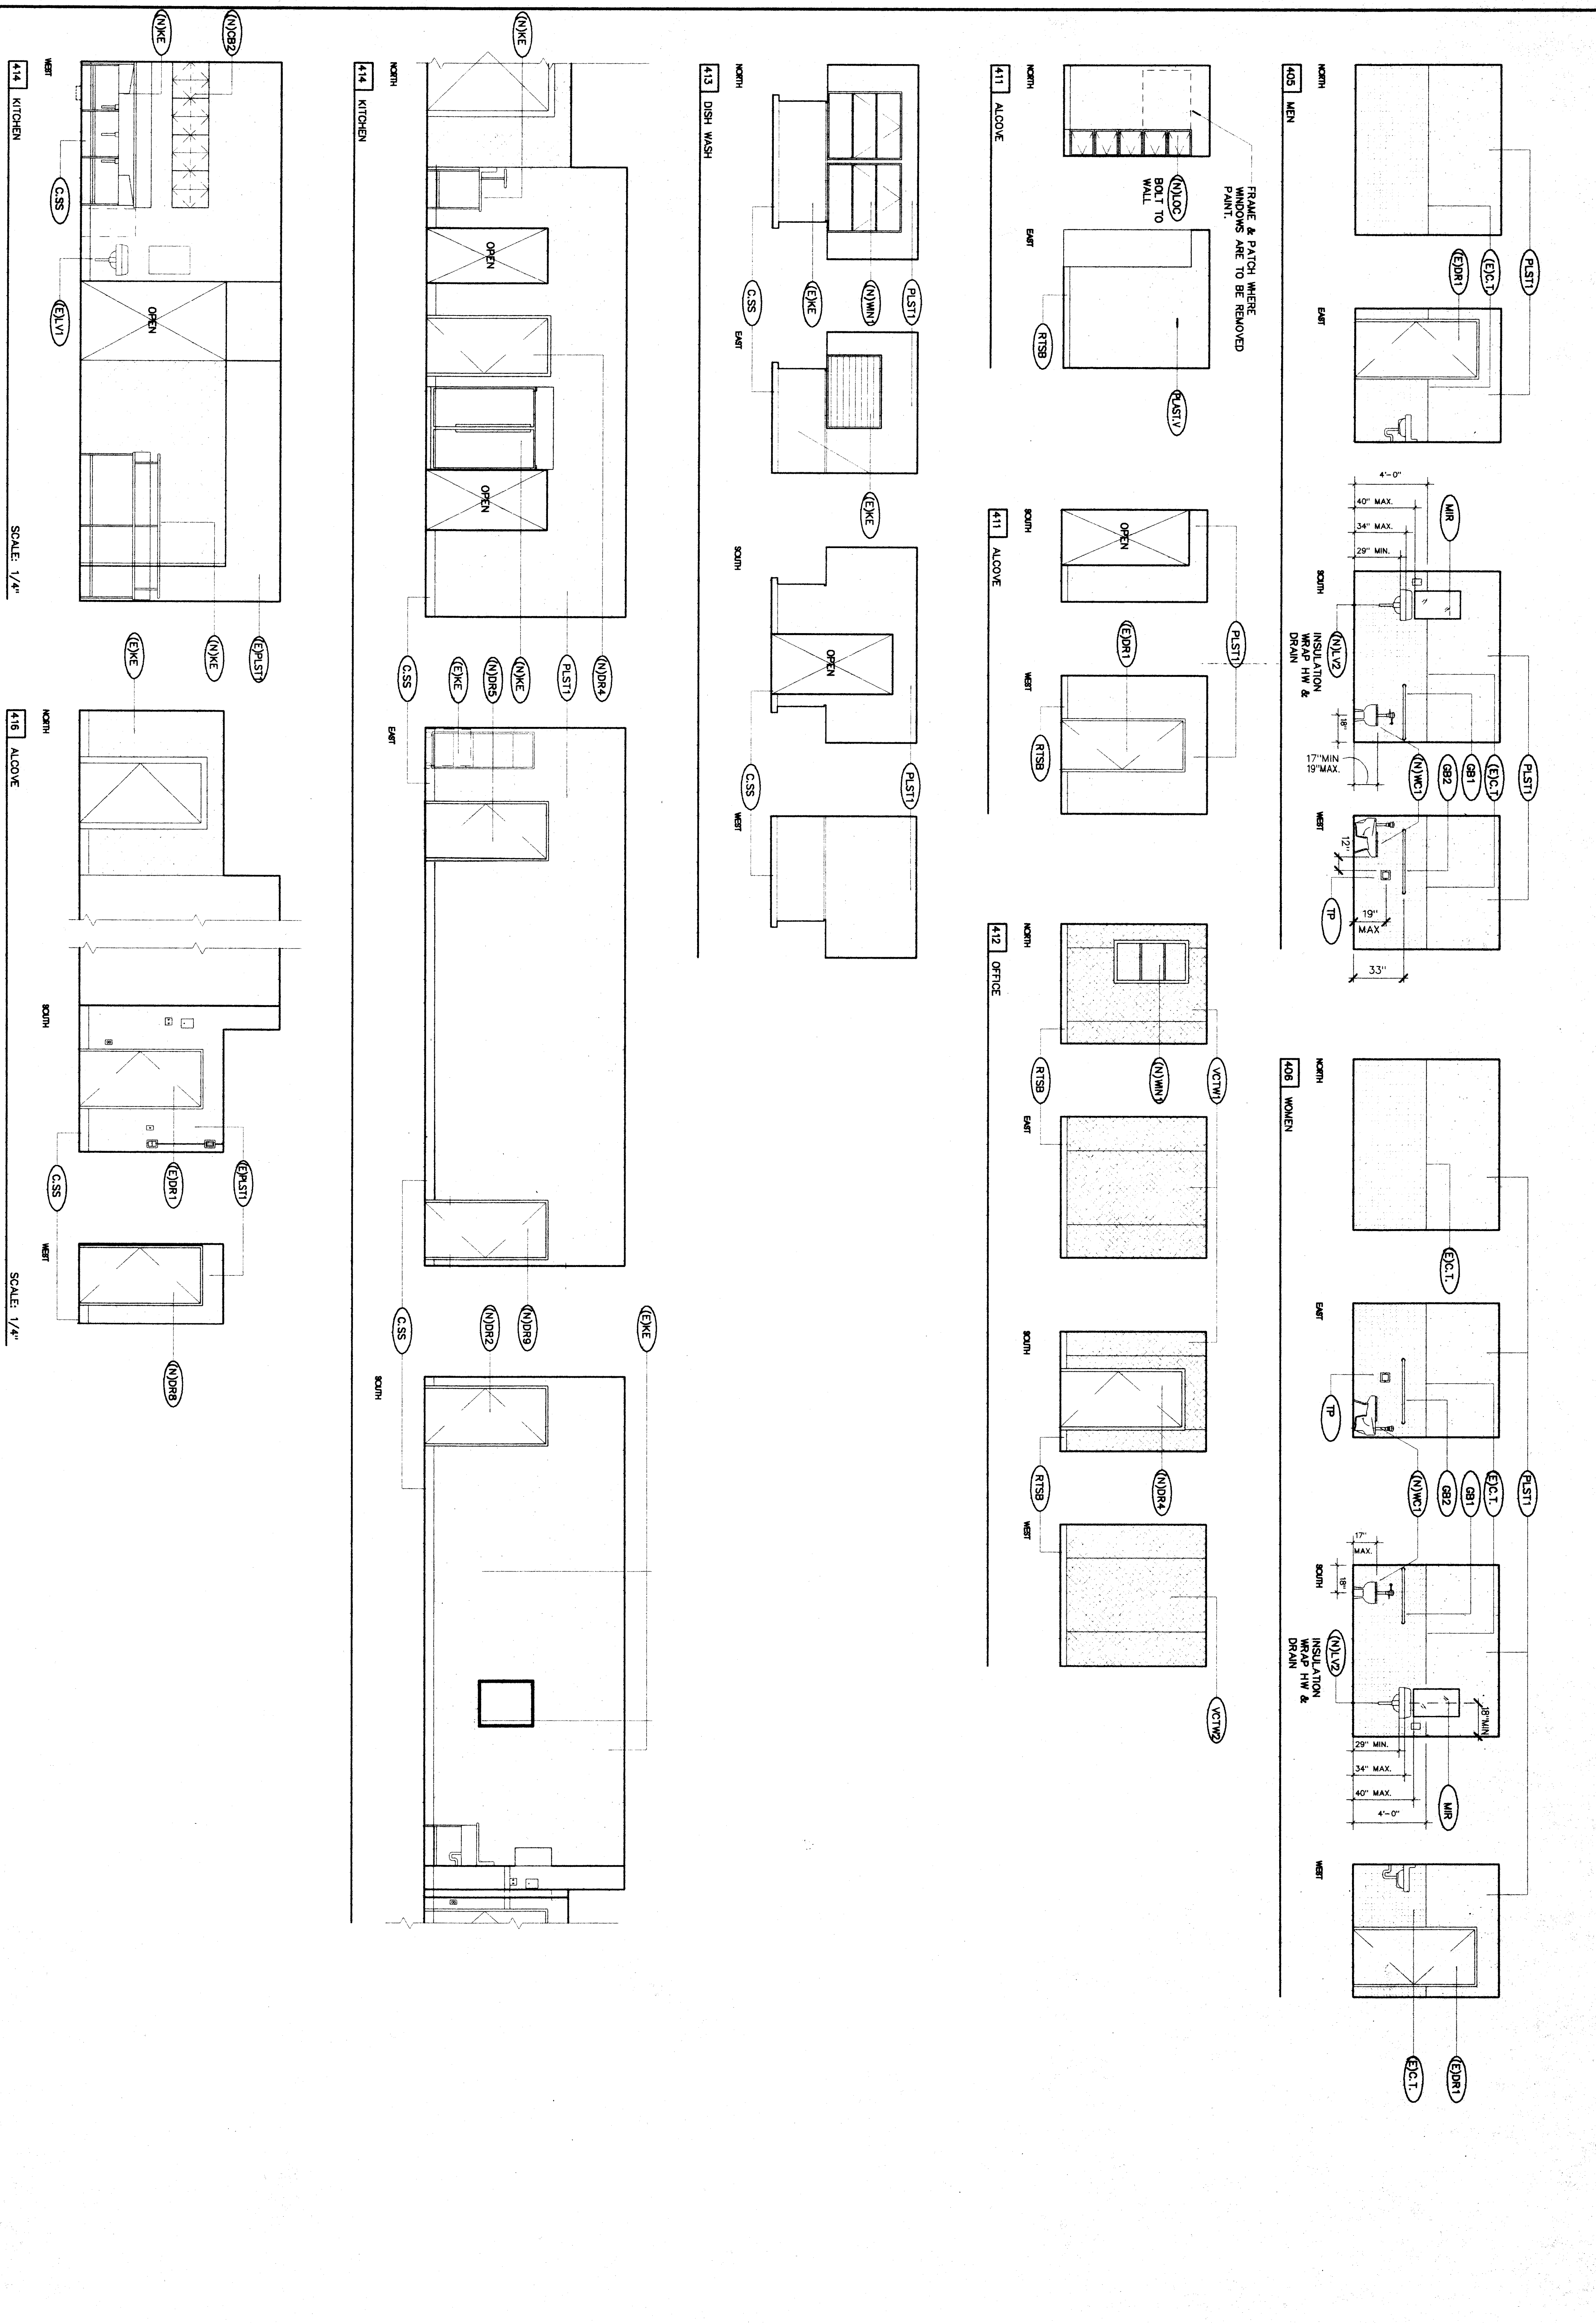 PLST1
(E)C.T.
(E)DR1
4'-0"
40" MAX.
34" MAX.
29" MIN.
MIR
(N)LV2
INSULATION
WRAP HW &
DRAIN
18"
17"MIN
19"MAX.
PLST1
(E)C.T.
GB1
GB2
(N)WC1
12"
TP
19"
MAX
33"
NORTH
EAST
SOUTH
WEST
405 MEN
PLST1
(E)C.T.
(E)C.T.
GB1
GB2
(N)WC1
TP
17"
MAX.
18"
(N)LV2
INSULATION
WRAP HW &
DRAIN
18"MIN
29" MIN.
34" MAX.
40" MAX.
4'-0"
MIR
(E)DR1
(E)C.T.
NORTH
EAST
SOUTH
WEST
406 WOMEN
FRAME & PATCH WHERE
WINDOWS ARE TO BE REMOVED
PAINT.
(N)LOC
BOLT TO
WALL
PLAST.V
RTSB
NORTH
EAST
411 ALCOVE
OPEN
PLST1
(E)DR1
RTSB
SOUTH
WEST
411 ALCOVE
VCTW1
(N)WIN1
RTSB
(N)DR4
RTSB
VCTW2
NORTH
EAST
SOUTH
WEST
412 OFFICE
PLST1
(N)WIN1
(E)KE
C.SS
(E)KE
OPEN
PLST1
C.SS
NORTH
EAST
SOUTH
WEST
413 DISH WASH
(N)KE
OPEN
OPEN
(N)DR4
PLST1
(N)KE
(N)DR5
(E)KE
C.SS
(E)KE
(N)DR9
(N)DR2
C.SS
NORTH
EAST
SOUTH
414 KITCHEN
(N)CB2
(N)KE
C.SS
(E)LV1
OPEN
(E)PLST1
(N)KE
WEST
414 KITCHEN
SCALE: 1/4"
(E)KE
(E)PLST1
(E)DR1
C.SS
(N)DR8
NORTH
SOUTH
WEST
416 ALCOVE
SCALE: 1/4"